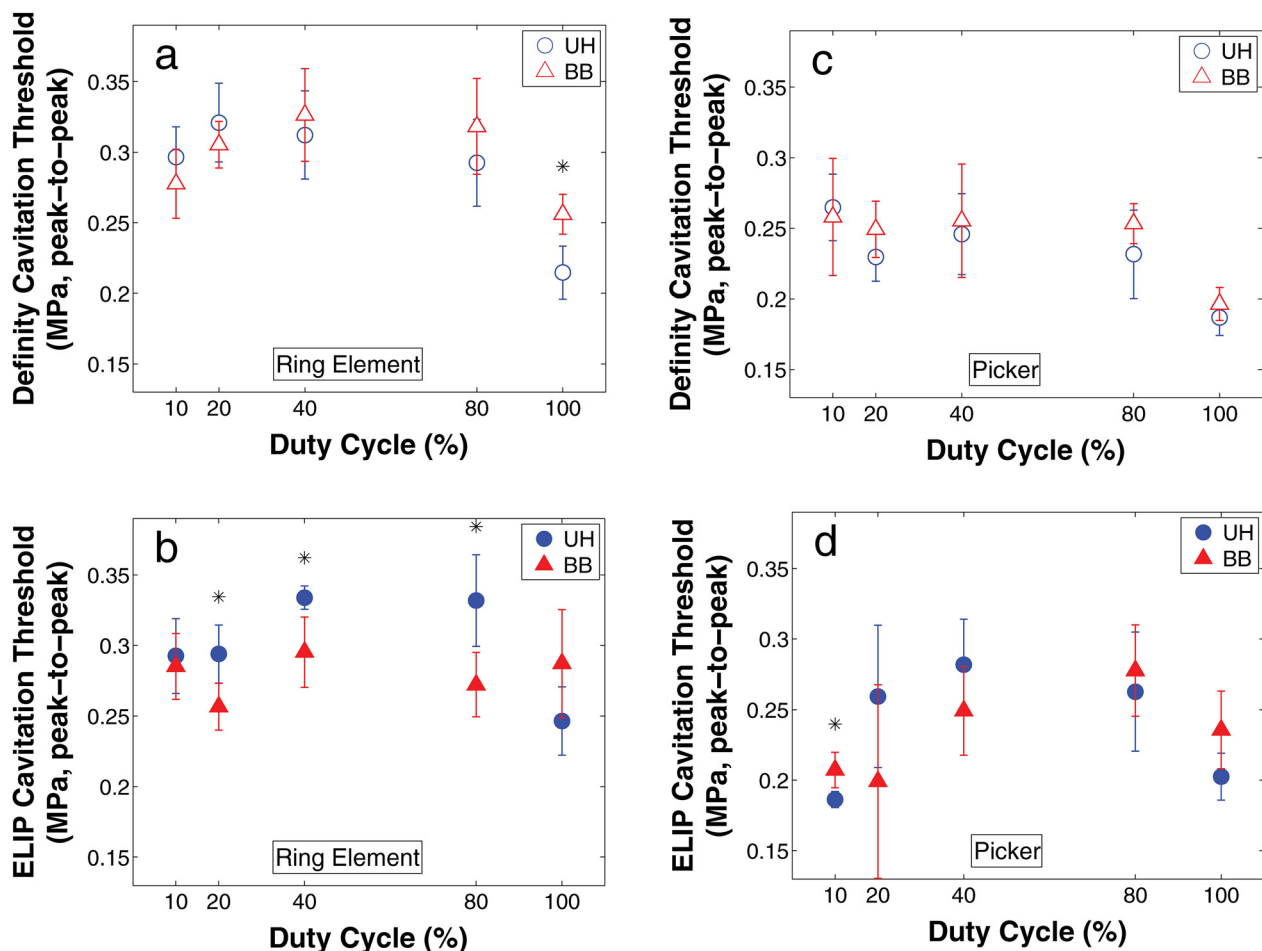 a
UH
BB
Definity Cavitation Threshold
(MPa, peak−to−peak)
0.35
0.3
0.25
0.2
0.15
*
Ring Element
10 20 40 80 100
Duty Cycle (%)
c
UH
BB
Definity Cavitation Threshold
(MPa, peak−to−peak)
0.35
0.3
0.25
0.2
0.15
Picker
10 20 40 80 100
Duty Cycle (%)
b
UH
BB
ELIP Cavitation Threshold
(MPa, peak−to−peak)
0.35
0.3
0.25
0.2
0.15
* * *
Ring Element
10 20 40 80 100
Duty Cycle (%)
d
UH
BB
ELIP Cavitation Threshold
(MPa, peak−to−peak)
0.35
0.3
0.25
0.2
0.15
*
Picker
10 20 40 80 100
Duty Cycle (%)